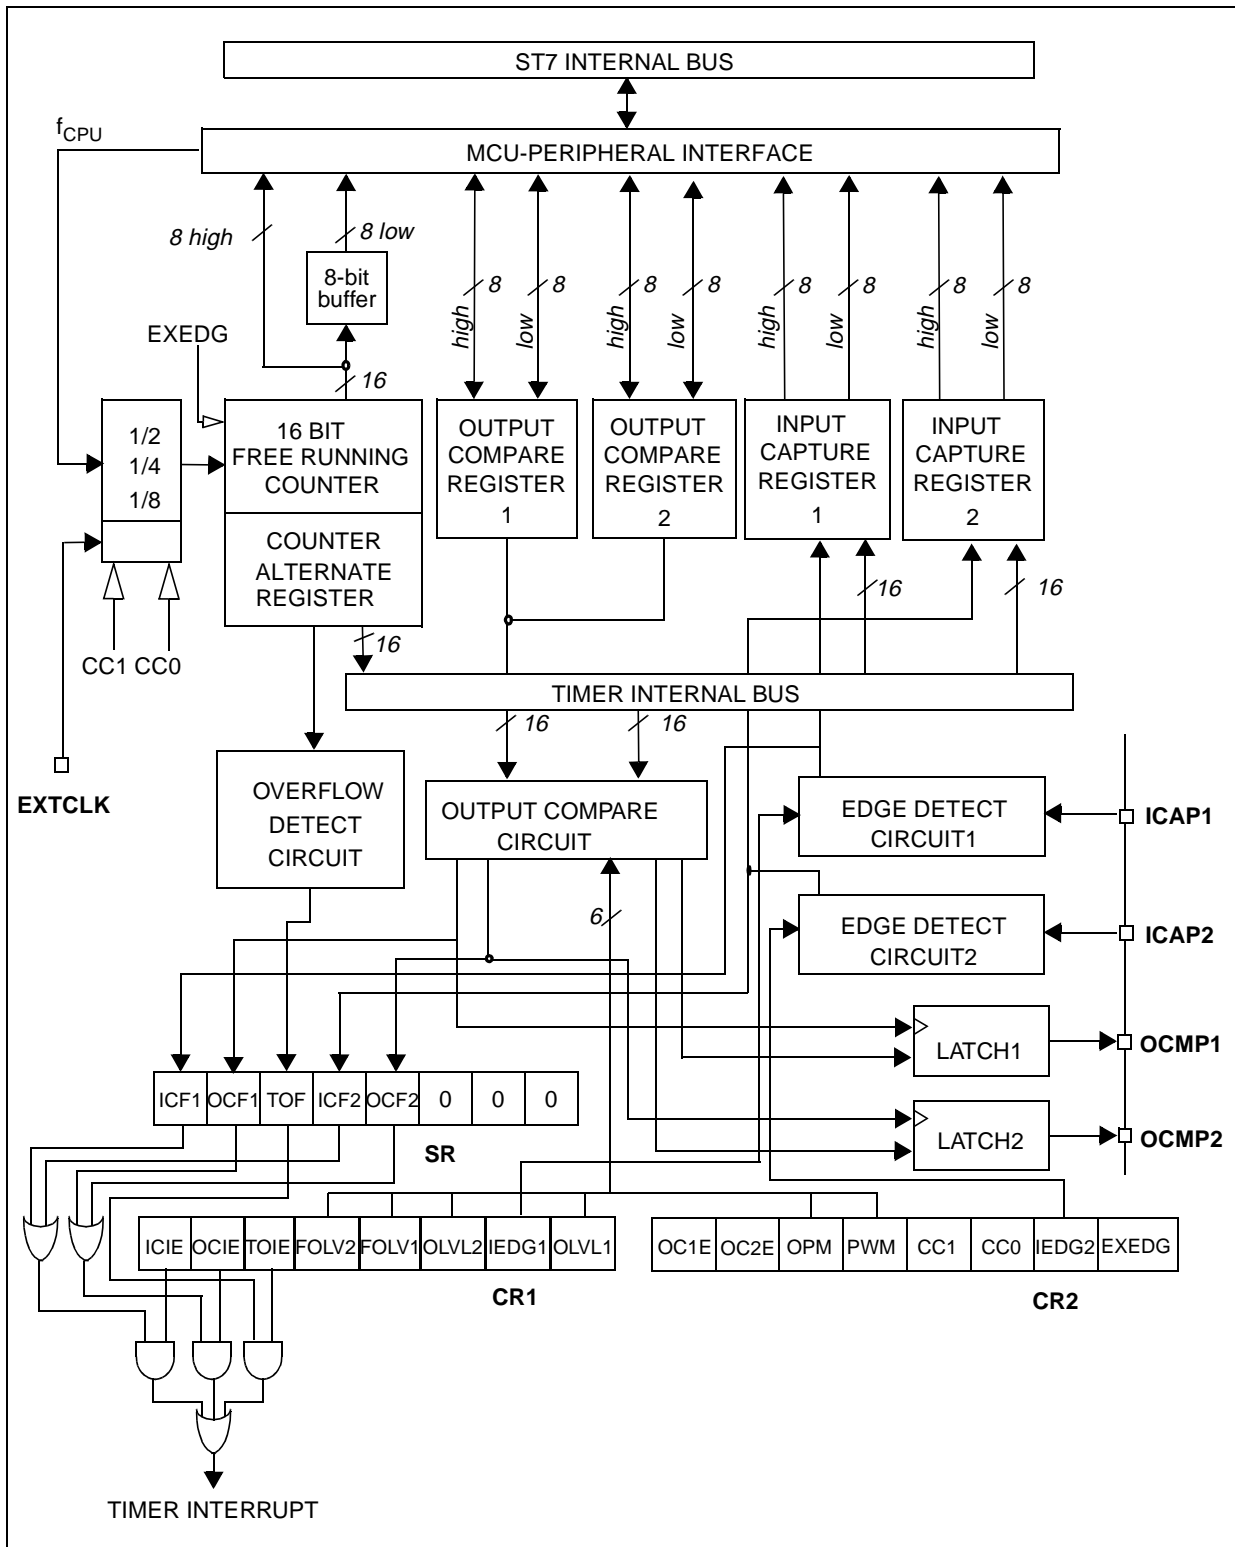 ST7 INTERNAL BUS
fCPU
MCU-PERIPHERAL INTERFACE
8 high
8 low
8-bit
buffer
high
8
low
8
high
8
low
8
high
8
low
8
high
8
low
8
EXEDG
16
1/2
1/4
1/8
16 BIT
FREE RUNNING
COUNTER
OUTPUT
COMPARE
REGISTER
1
OUTPUT
COMPARE
REGISTER
2
INPUT
CAPTURE
REGISTER
1
INPUT
CAPTURE
REGISTER
2
COUNTER
ALTERNATE
REGISTER
16
16
16
CC1 CC0
TIMER INTERNAL BUS
16
16
EXTCLK
OVERFLOW
DETECT
CIRCUIT
OUTPUT COMPARE
CIRCUIT
EDGE DETECT
CIRCUIT1
ICAP1
6
EDGE DETECT
CIRCUIT2
ICAP2
LATCH1
OCMP1
ICF1 OCF1 TOF ICF2 OCF2 0 0 0
SR
LATCH2
OCMP2
ICIE OCIE TOIE FOLV2 FOLV1 OLVL2 IEDG1 OLVL1
CR1
OC1E OC2E OPM PWM CC1 CC0 IEDG2 EXEDG
CR2
TIMER INTERRUPT